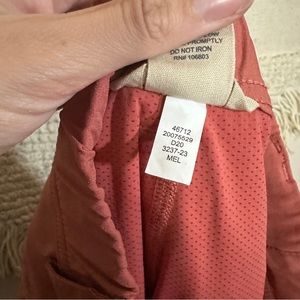 PROMPTLY
DO NOT IRON
RN# 106803
46712
20075529
D20
3237-23
MEL